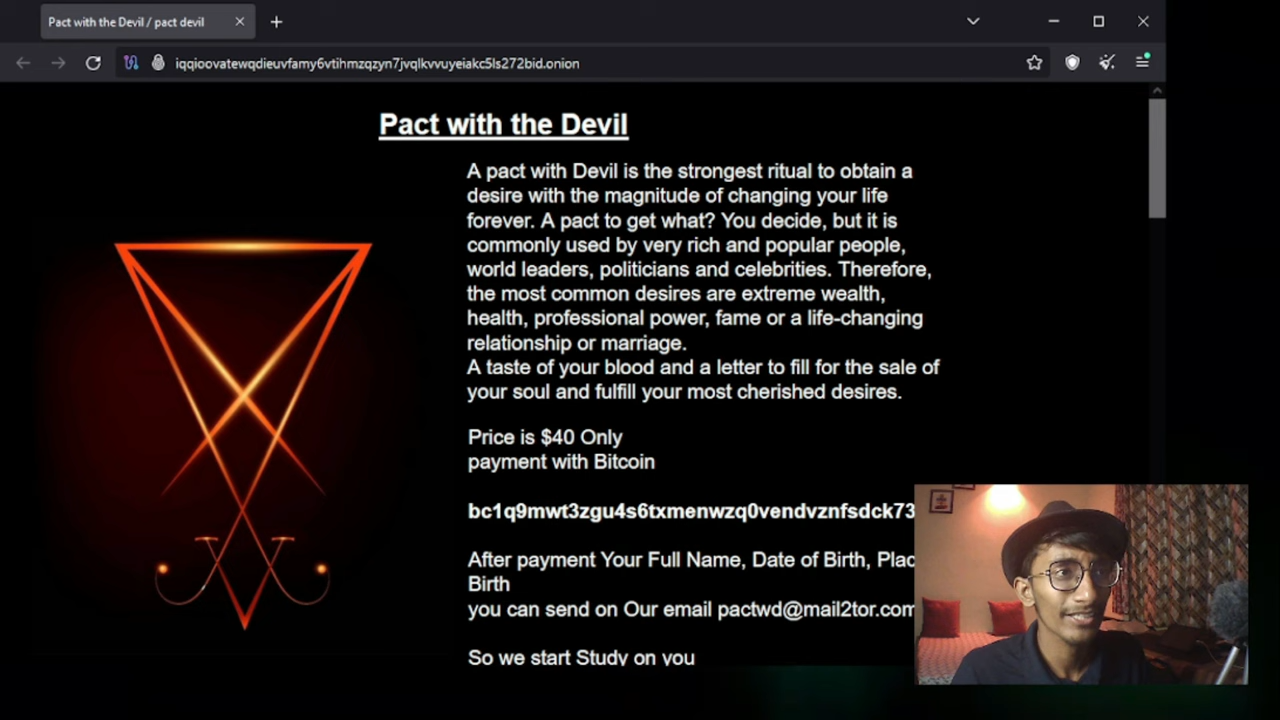 Pact with the Devil / pact devil
iqqioovatewqdieuvfamy6vtihmzqzyn7jvqlkvvuyeiakc5ls272bid.onion
Pact with the Devil
A pact with Devil is the strongest ritual to obtain a
desire with the magnitude of changing your life
forever. A pact to get what? You decide, but it is
commonly used by very rich and popular people,
world leaders, politicians and celebrities. Therefore,
the most common desires are extreme wealth,
health, professional power, fame or a life-changing
relationship or marriage.
A taste of your blood and a letter to fill for the sale of
your soul and fulfill your most cherished desires.
Price is $40 Only
payment with Bitcoin
bc1q9mwt3zgu4s6txmenwzq0vendvznfsdck73
After payment Your Full Name, Date of Birth, Plac
Birth
you can send on Our email pactwd@mail2tor.com
So we start Study on you